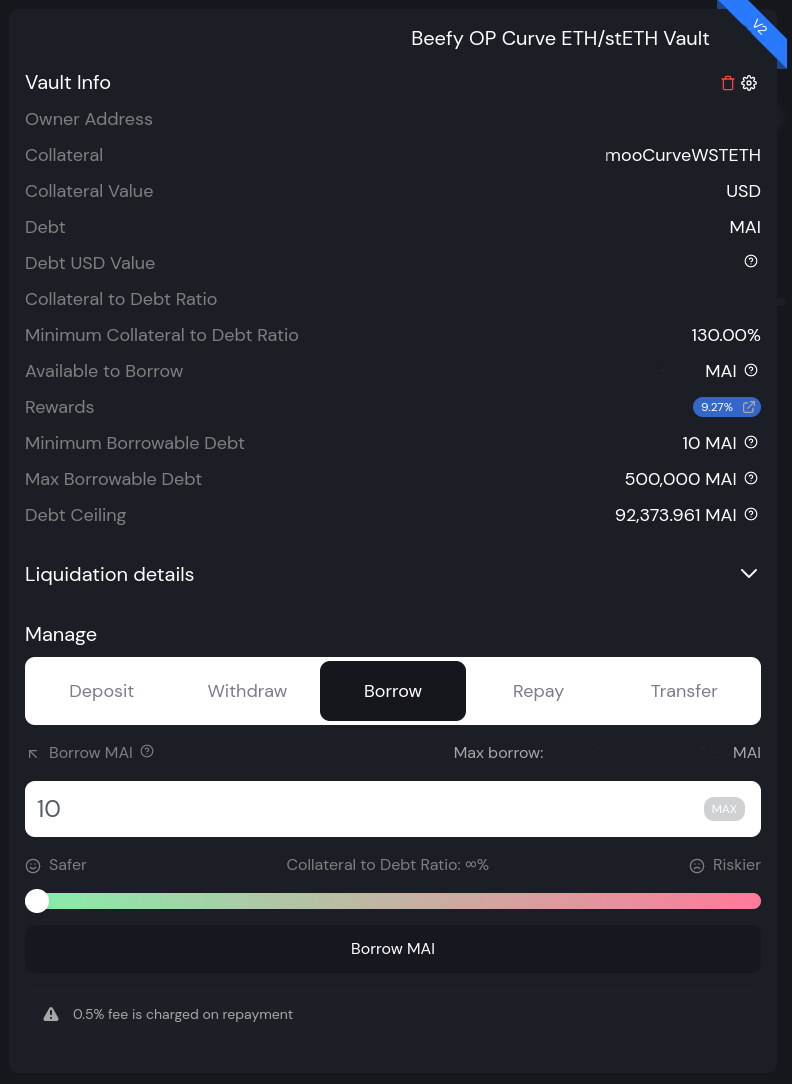 V2
Beefy OP Curve ETH/stETH Vault
Vault Info
Owner Address
Collateral mooCurveWSTETH
Collateral Value USD
Debt MAI
Debt USD Value
Collateral to Debt Ratio
Minimum Collateral to Debt Ratio 130.00%
Available to Borrow MAI
Rewards 9.27%
Minimum Borrowable Debt 10 MAI
Max Borrowable Debt 500,000 MAI
Debt Ceiling 92,373.961 MAI
Liquidation details
Manage
Deposit Withdraw Borrow Repay Transfer
Borrow MAI Max borrow: MAI
10 MAX
Safer Collateral to Debt Ratio: ∞% Riskier
Borrow MAI
0.5% fee is charged on repayment